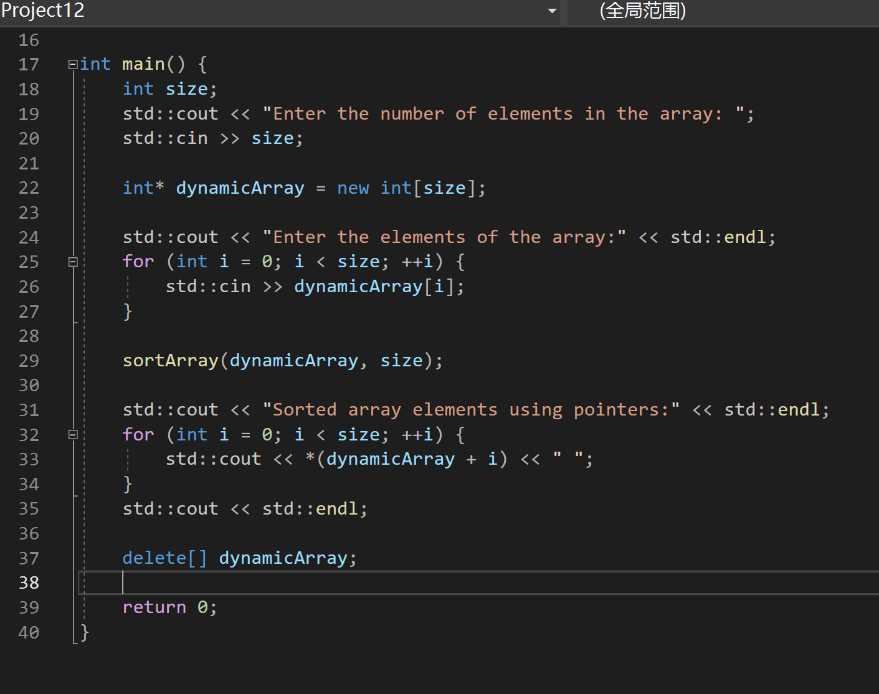 Project12 (全局范围)
16
17 int main() {
18 int size;
19 std::cout << "Enter the number of elements in the array: ";
20 std::cin >> size;
21
22 int* dynamicArray = new int[size];
23
24 std::cout << "Enter the elements of the array:" << std::endl;
25 for (int i = 0; i < size; ++i) {
26 std::cin >> dynamicArray[i];
27 }
28
29 sortArray(dynamicArray, size);
30
31 std::cout << "Sorted array elements using pointers:" << std::endl;
32 for (int i = 0; i < size; ++i) {
33 std::cout << *(dynamicArray + i) << " ";
34 }
35 std::cout << std::endl;
36
37 delete[] dynamicArray;
38
39 return 0;
40 }